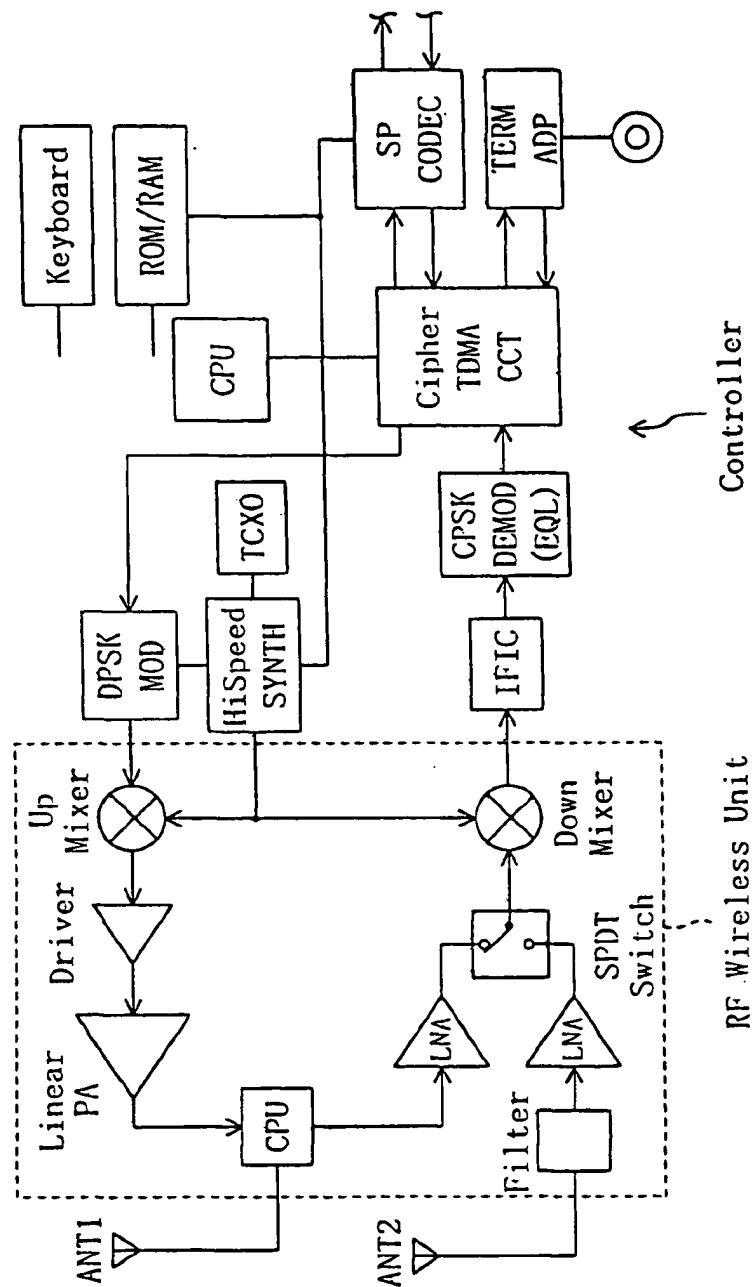 Keyboard
ROM/RAM
CPU
SP
CODEC
TERM
ADP
Cipher
TDMA
CCT
TCXO
DPSK
MOD
HiSpeed
SYNTH
CPSK
DEMOD
(EQL)
IFIC
Controller
Up
Mixer
Driver
Linear
PA
CPU
LNA
LNA
SPDT
Switch
Down
Mixer
Filter
ANT1
ANT2
RF Wireless Unit